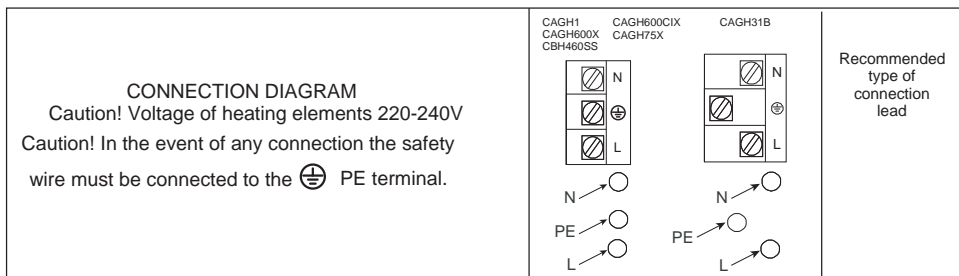 CONNECTION DIAGRAM
Caution! Voltage of heating elements 220-240V
Caution! In the event of any connection the safety
wire must be connected to the PE terminal.
CAGH1 CAGH600CIX
CAGH600X CAGH75X
CBH460SS
N
L
N
PE
L
CAGH31B
N
L
N
PE
L
Recommended
type of
connection
lead